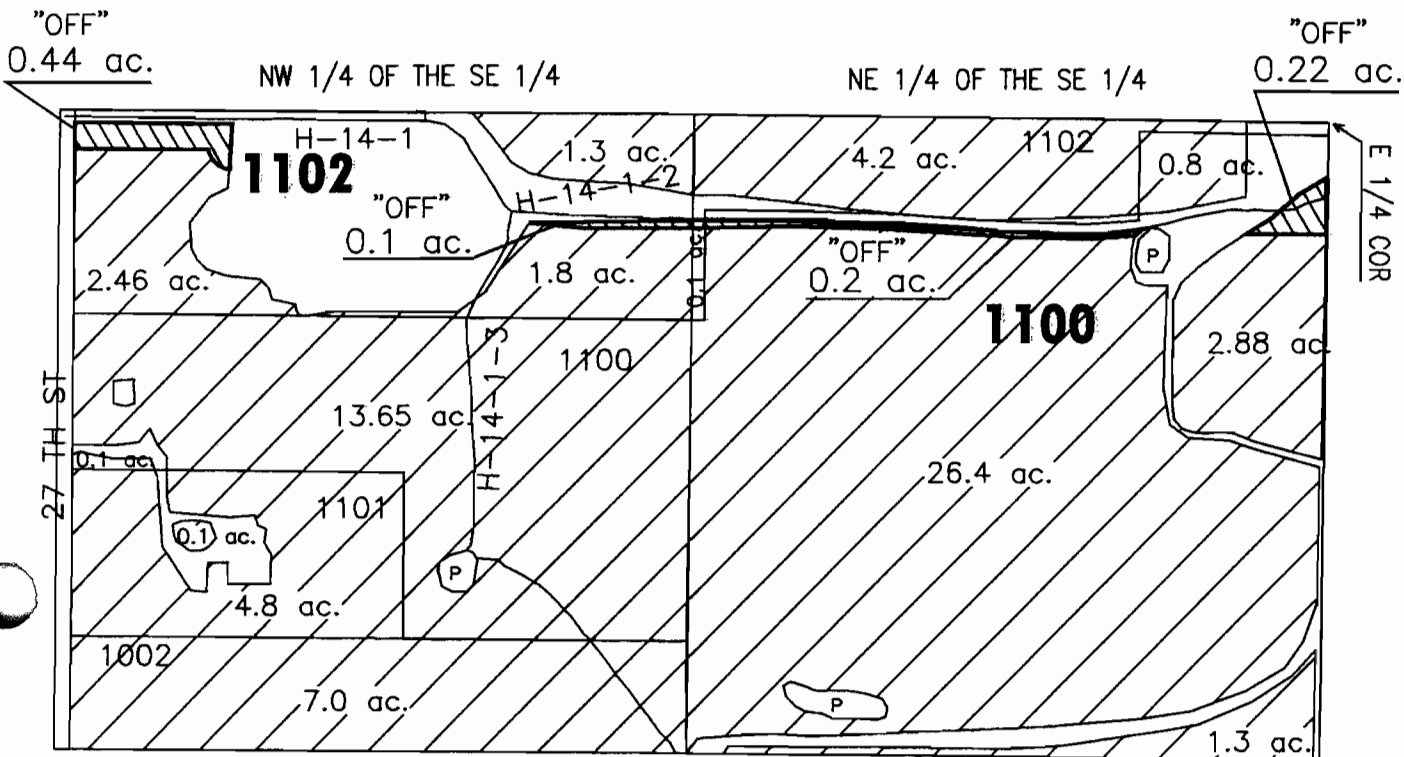 "OFF"
0.44 ac.
NW 1/4 OF THE SE 1/4
NE 1/4 OF THE SE 1/4
"OFF"
0.22 ac.
E 1/4 COR
H-14-1
1102
1.3 ac.
4.2 ac.
1102
0.8 ac.
H-14-1-2
"OFF"
0.1 ac.
2.46 ac.
1.8 ac.
0.1 ac.
"OFF"
0.2 ac.
P
1100
2.88 ac.
1100
H-14-1-3
13.65 ac.
27 TH ST
0.1 ac.
26.4 ac.
1101
0.1 ac.
P
4.8 ac.
1002
7.0 ac.
P
1.3 ac.